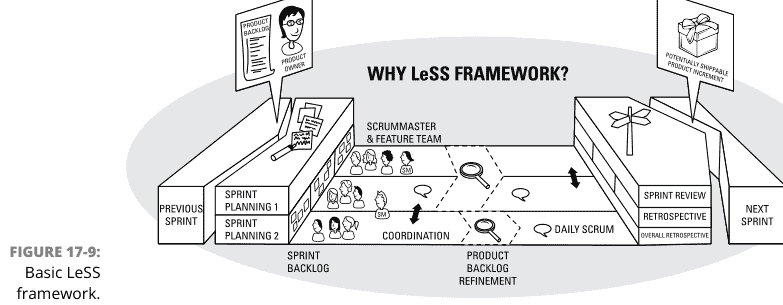 PRODUCT
BACKLOG
PRODUCT
OWNER
POTENTIALLY SHIPPABLE
PRODUCT INCREMENT
WHY LeSS FRAMEWORK?
SCRUMMASTER
& FEATURE TEAM
SM
SM
PREVIOUS
SPRINT
SPRINT
PLANNING 1
SPRINT
PLANNING 2
COORDINATION
DAILY SCRUM
SPRINT REVIEW
RETROSPECTIVE
OVERALL RETROSPECTIVE
NEXT
SPRINT
SPRINT
BACKLOG
PRODUCT
BACKLOG
REFINEMENT
FIGURE 17-9:
Basic LeSS
framework.